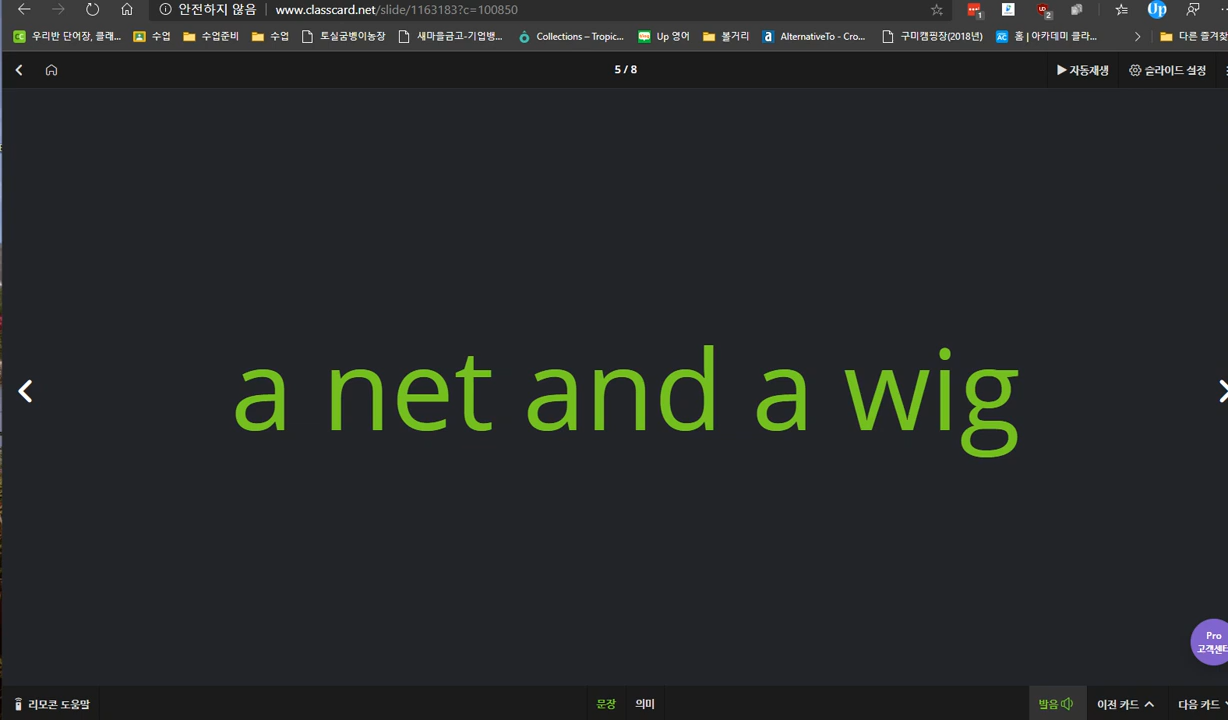 안전하지 않음 www.classcard.net/slide/1163183?c=100850
1 2 Up
우리반 단어장, 클래... 수업 수업준비 수업 토실굼벵이농장 새마을금고-기업뱅... Collections – Tropic... Up 영어 볼거리 AlternativeTo - Cro... 구미캠핑장(2018년) 홈 | 아카데미 클라... 다른 즐겨찾
5 / 8 자동재생 슬라이드 설정
a net and a wig
Pro
고객센터
리모콘 도움말 문장 의미 발음 이전 카드 다음 카드